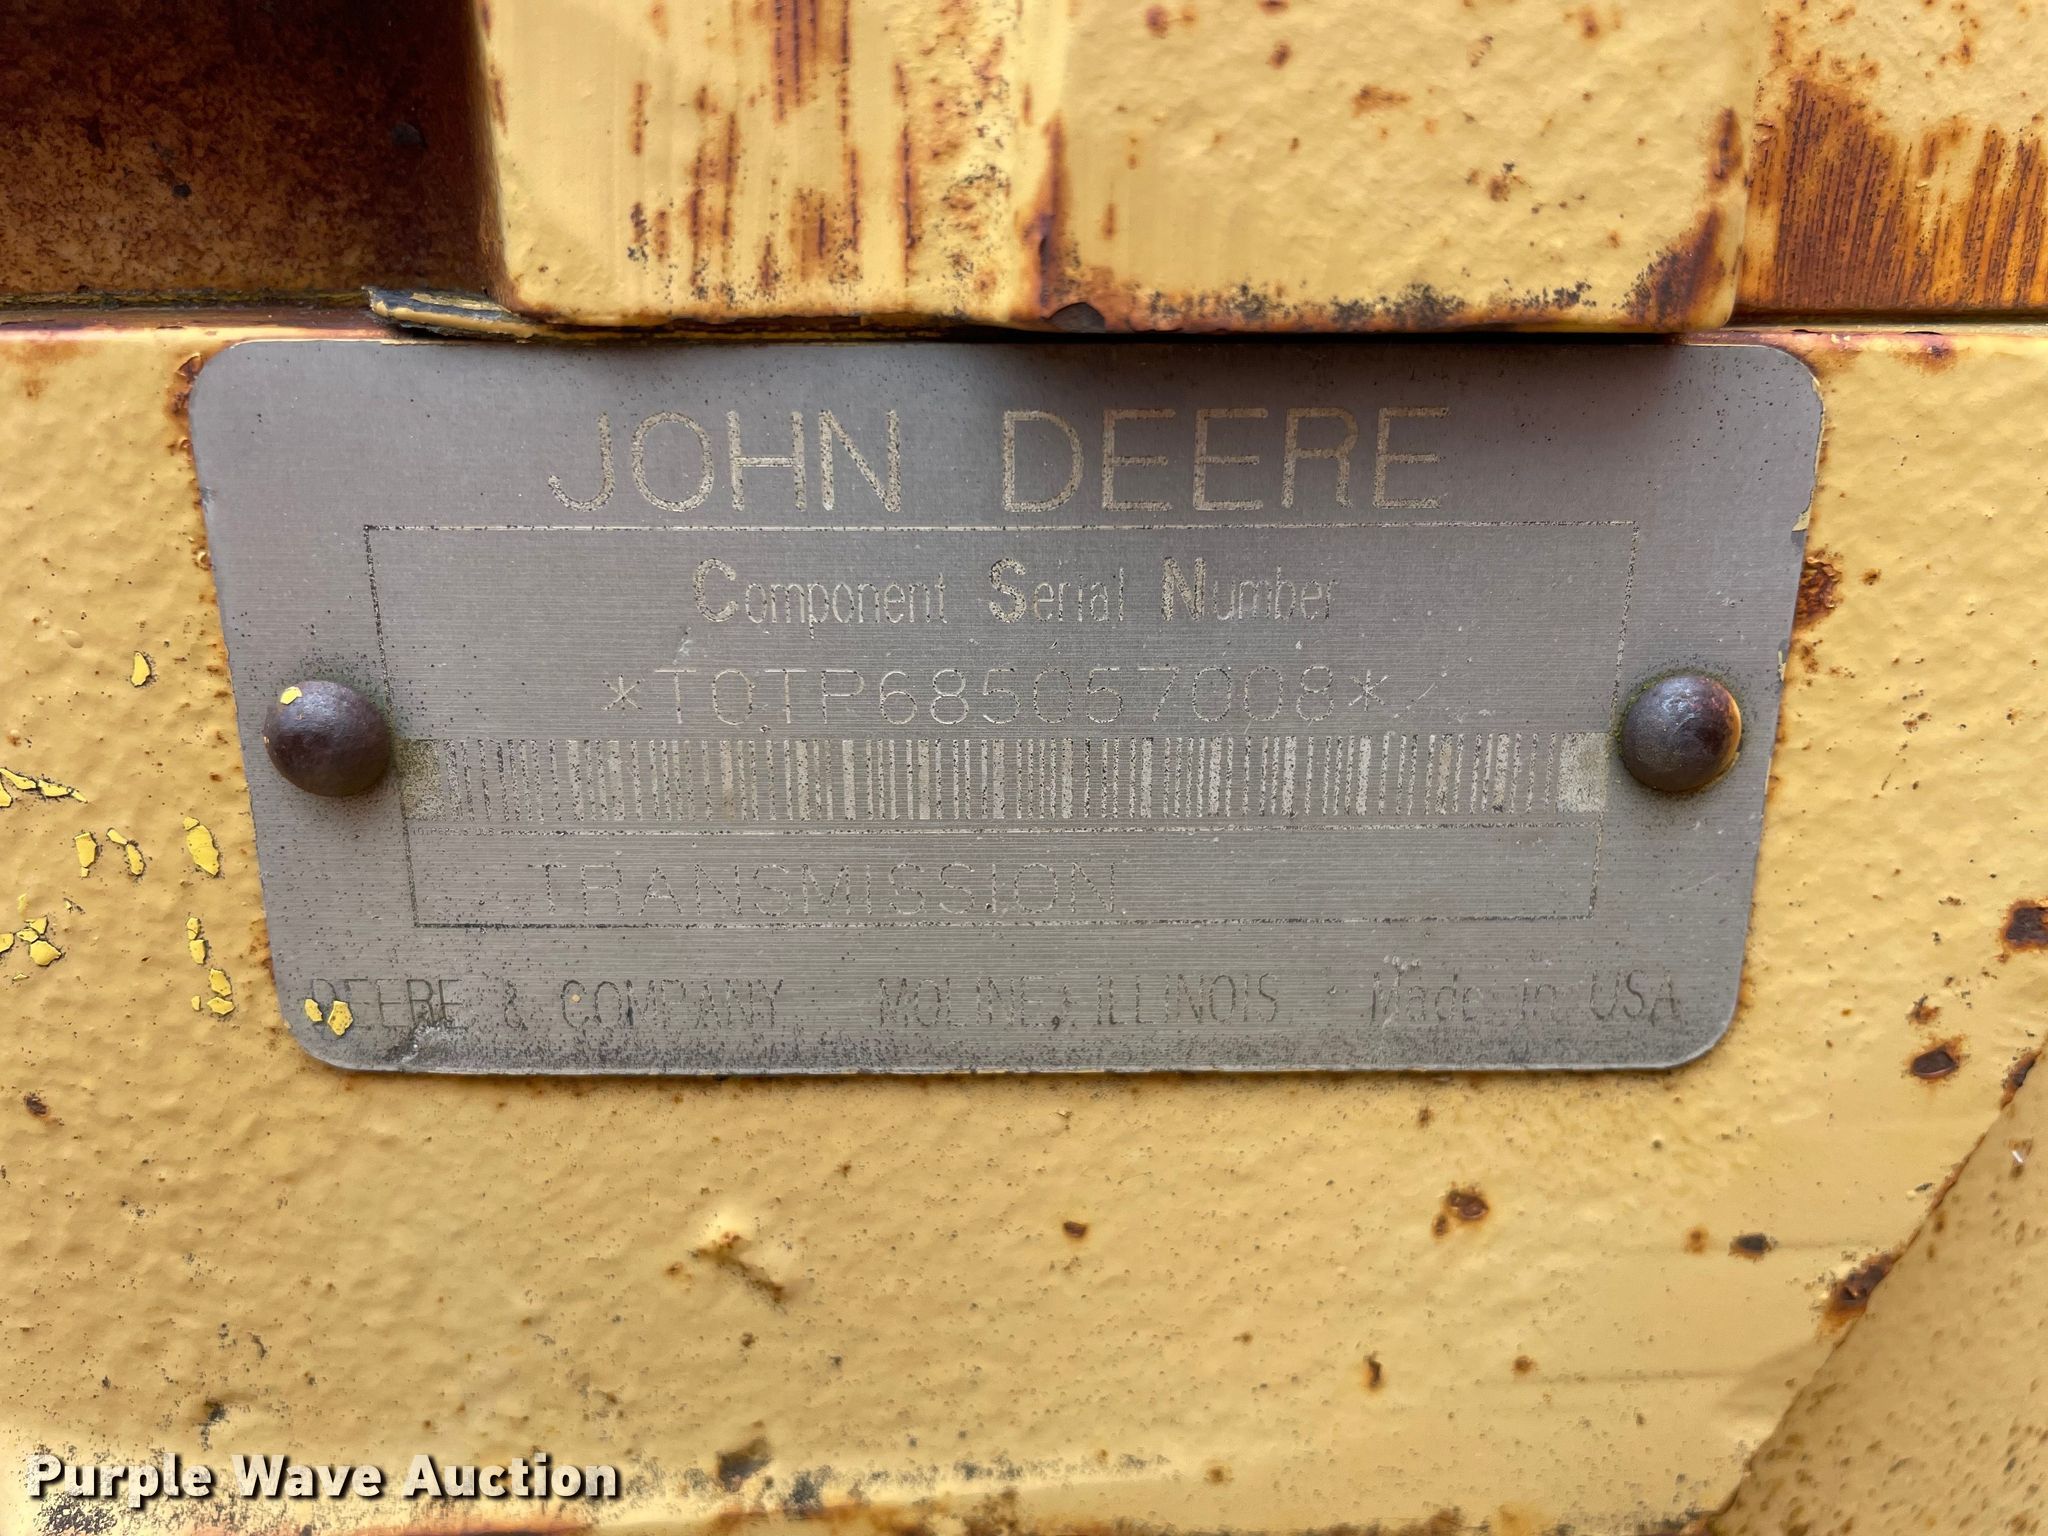 JOHN DEERE
Component Serial Number
*T0TP685057008*
TRANSMISSION
DEERE & COMPANY MOLINE, ILLINOIS Made in USA
Purple Wave Auction